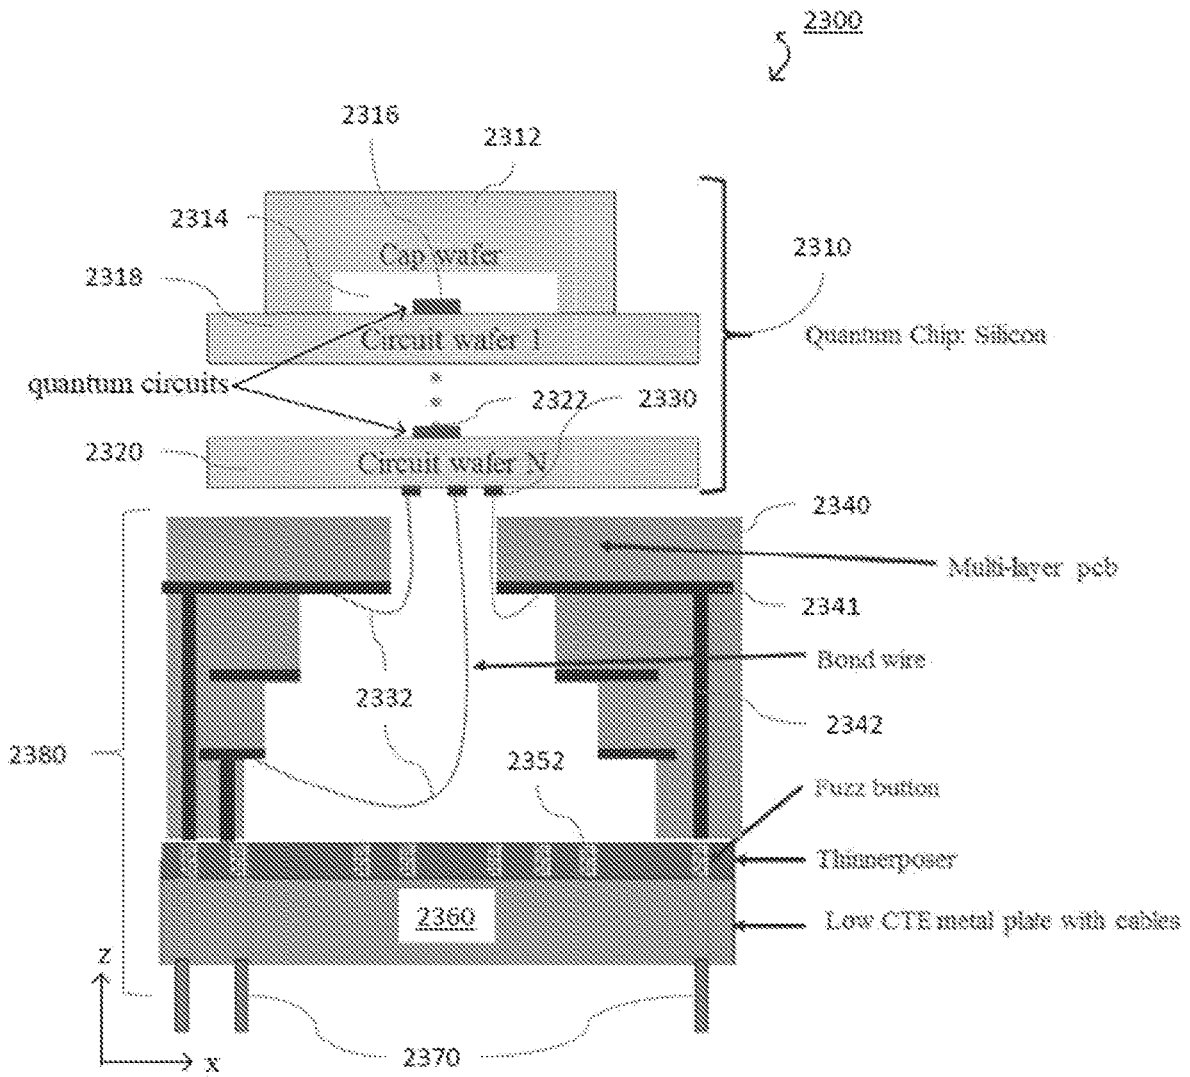 2300
2316
2312
2314
Cap wafer
2310
2318
Circuit wafer 1
Quantum Chip: Silicon
quantum circuits
2322
2330
2320
Circuit wafer N
2340
Multi-layer pcb
2341
Bond wire
2332
2342
2380
2352
Fuzz button
Thinnerposer
2360
Low CTE metal plate with cables
z
2370
x